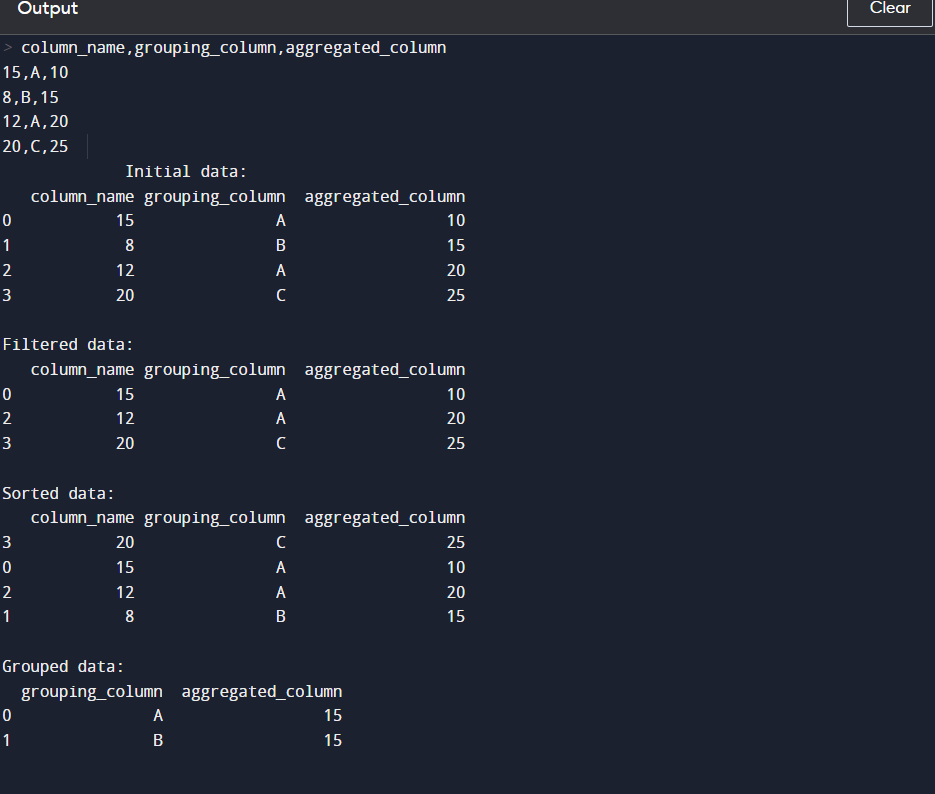 Output
Clear
> column_name,grouping_column,aggregated_column
15,A,10
8,B,15
12,A,20
20,C,25
Initial data:
column_name grouping_column aggregated_column
0 15 A 10
1 8 B 15
2 12 A 20
3 20 C 25
Filtered data:
column_name grouping_column aggregated_column
0 15 A 10
2 12 A 20
3 20 C 25
Sorted data:
column_name grouping_column aggregated_column
3 20 C 25
0 15 A 10
2 12 A 20
1 8 B 15
Grouped data:
grouping_column aggregated_column
0 A 15
1 B 15